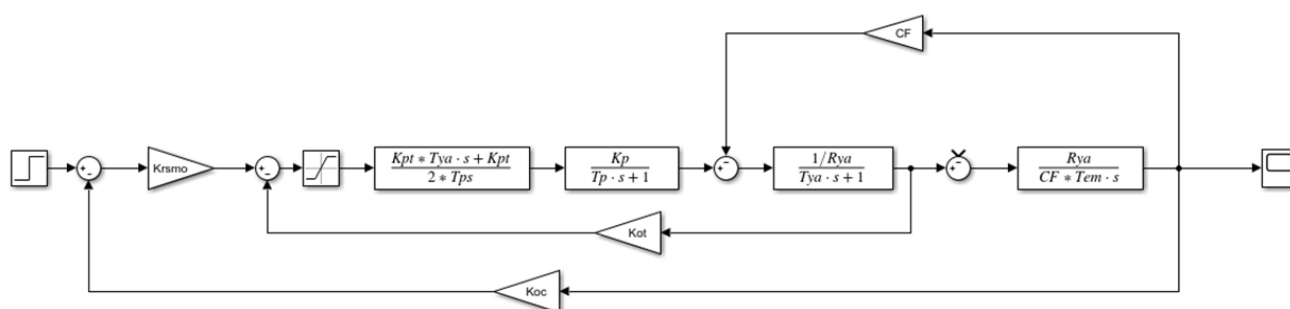 CF
Krsmo
Kpt * Tya · s + Kpt
2 * Tps
Kp
Tp · s + 1
1/Rya
Tya · s + 1
Rya
CF * Tem · s
Kot
Koc